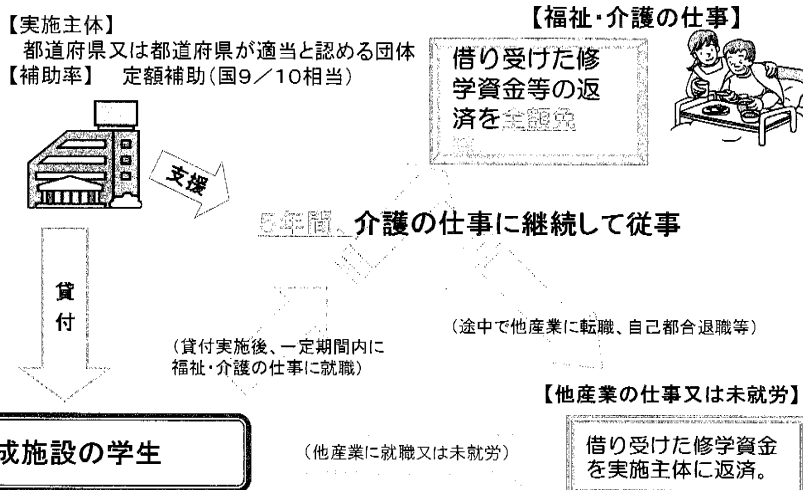 【実施主体】
都道府県又は都道府県が適当と認める団体
【補助率】 定額補助(国9/10相当)
【福祉・介護の仕事】
借り受けた修
学資金等の返
済を全額免
支援
5年間、介護の仕事に継続して従事
貸
付
(貸付実施後、一定期間内に
福祉・介護の仕事に就職)
(途中で他産業に転職、自己都合退職等)
【他産業の仕事又は未就労】
成施設の学生
(他産業に就職又は未就労)
借り受けた修学資金
を実施主体に返済。